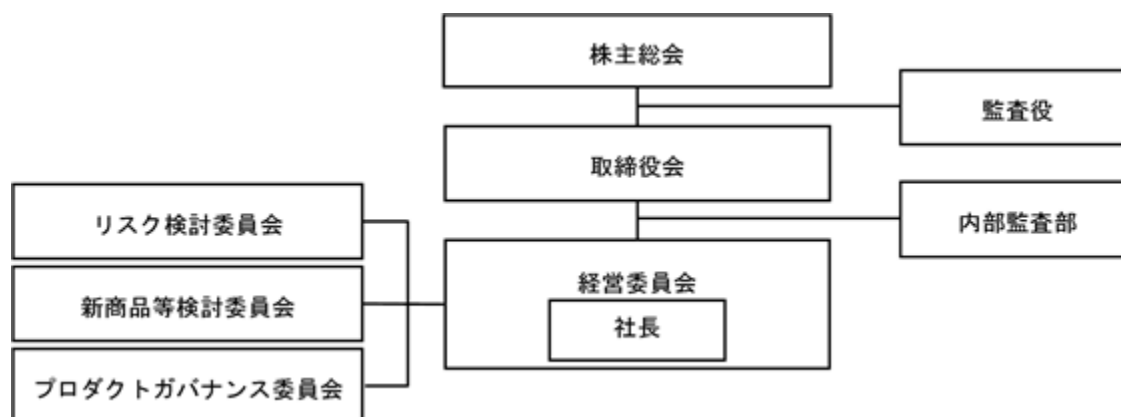 株主総会
監査役
取締役会
リスク検討委員会
内部監査部
経営委員会
新商品等検討委員会
社長
プロダクトガバナンス委員会